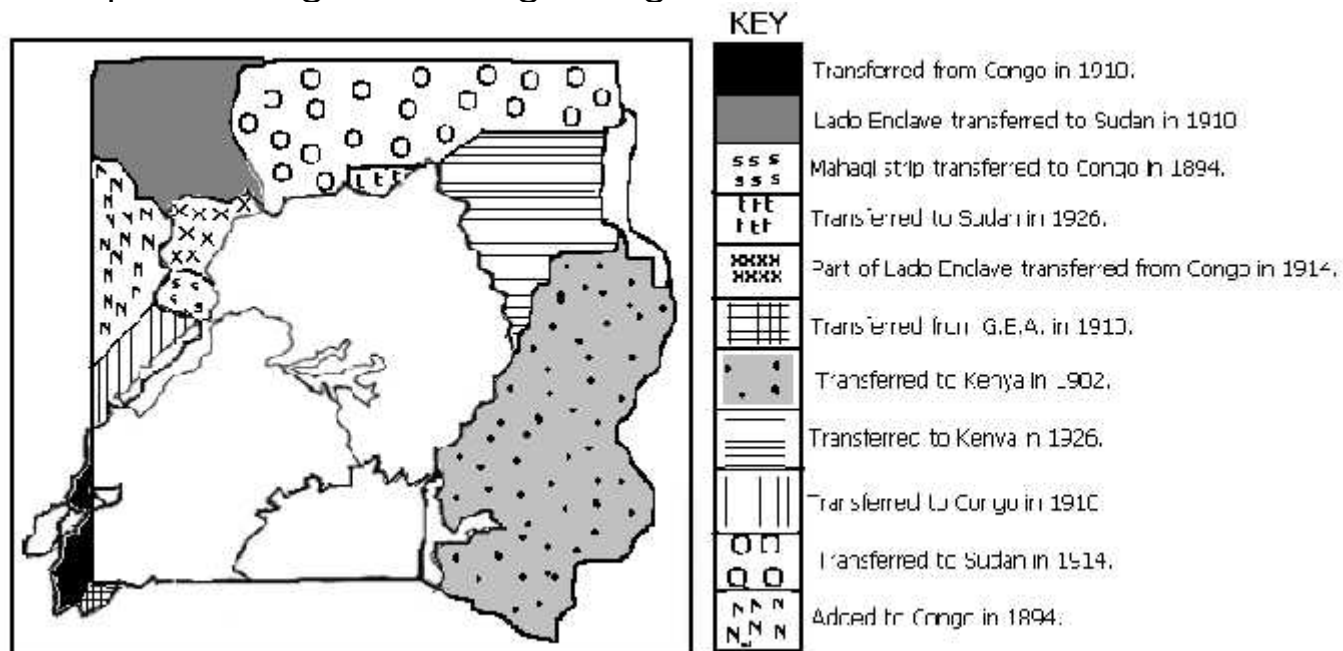 KEY
Transferred from Congo in 1910.
Lado Enclave transferred to Sudan in 1910
s s s
s s s
Mahagi strip transferred to Congo in 1894.
t t t
t t t
Transferred to Sudan in 1926.
XXXX
XXXX
Part of Lado Enclave transferred from Congo in 1914.
Transferred from G.E.A. in 1910.
Transferred to Kenya in 1902.
Transferred to Kenya in 1926.
Transferred to Congo in 1910
Transferred to Sudan in 1914.
N N N
N N N
Added to Congo in 1894.